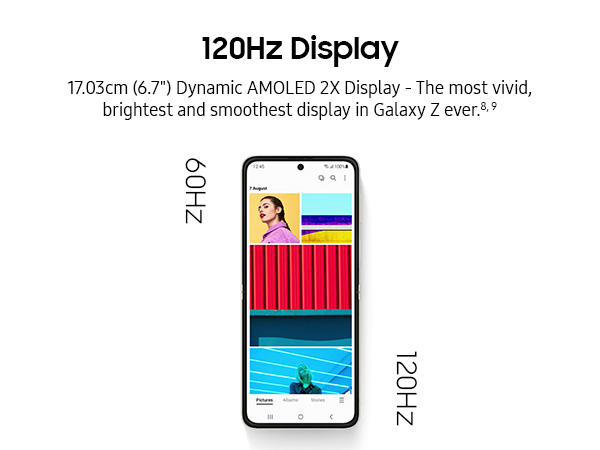 120Hz Display
17.03cm (6.7") Dynamic AMOLED 2X Display - The most vivid,
brightest and smoothest display in Galaxy Z ever.8, 9
60HZ
12:45
100%
7 August
Pictures Albums Stories
120HZ